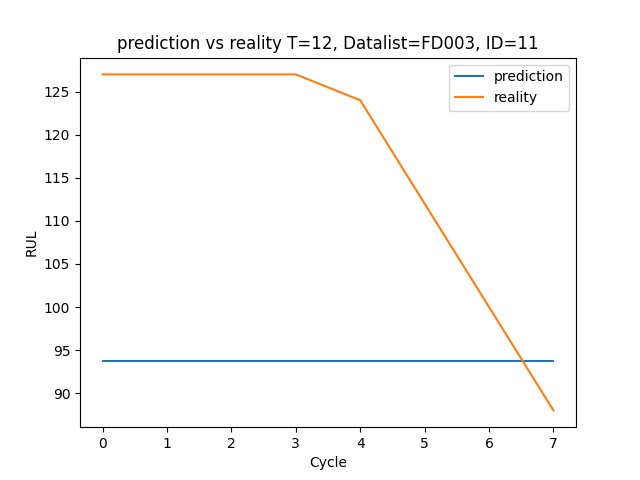 prediction vs reality T=12, Datalist=FD003, ID=11
prediction
reality
125
120
115
110
105
100
95
90
RUL
0 1 2 3 4 5 6 7
Cycle